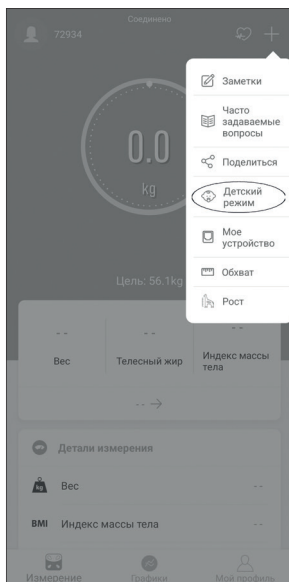 Соединено
72934
Заметки
Часто
задаваемые
вопросы
Поделиться
Детский
режим
Мое
устройство
Обхват
Рост
0.0
kg
Цель: 56.1kg
-- -- --
Вес Телесный жир Индекс массы
тела
-- →
Детали измерения
kg Вес --
BMI Индекс массы тела --
Измерение Графики Мой профиль